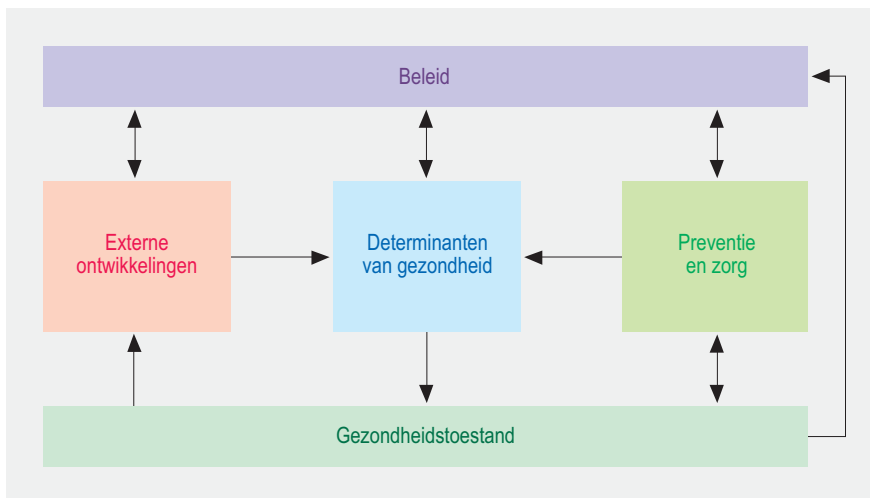 Beleid
Externe
ontwikkelingen
Determinanten
van gezondheid
Preventie
en zorg
Gezondheidstoestand